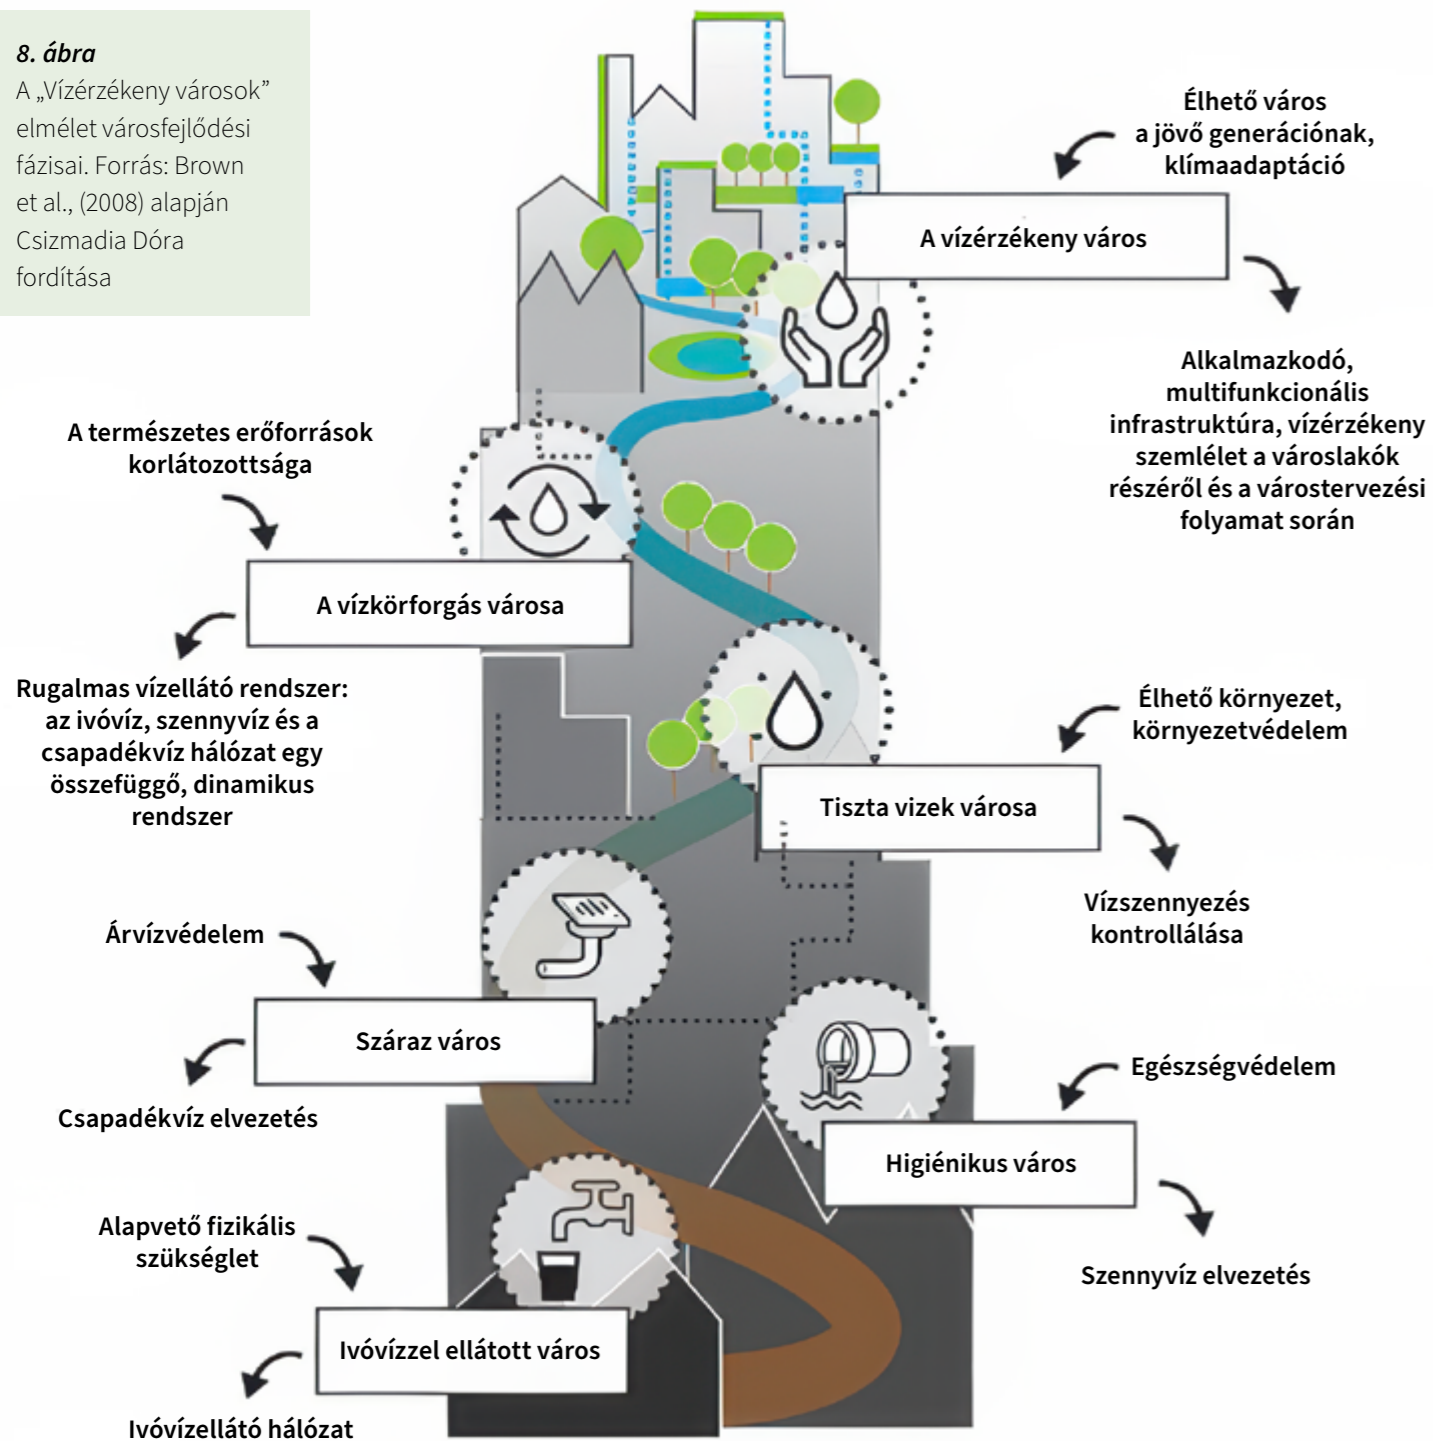 8. ábra
A „Vízérzékeny városok”
elmélet városfejlődési
fázisai. Forrás: Brown
et al., (2008) alapján
Csizmadia Dóra
fordítása
Élhető város
a jövő generációnak,
klímaadaptáció
A vízérzékeny város
Alkalmazkodó,
multifunkcionális
infrastruktúra, vízérzékeny
szemlélet a városlakók
részéről és a várostervezési
folyamat során
A természetes erőforrások
korlátozottsága
A vízkörforgás városa
Rugalmas vízellátó rendszer:
az ivóvíz, szennyvíz és a
csapadékvíz hálózat egy
összefüggő, dinamikus
rendszer
Élhető környezet,
környezetvédelem
Tiszta vizek városa
Vízszennyezés
kontrollálása
Árvízvédelem
Száraz város
Csapadékvíz elvezetés
Egészségvédelem
Higiénikus város
Szennyvíz elvezetés
Alapvető fizikális
szükséglet
Ivóvízzel ellátott város
Ivóvízellátó hálózat